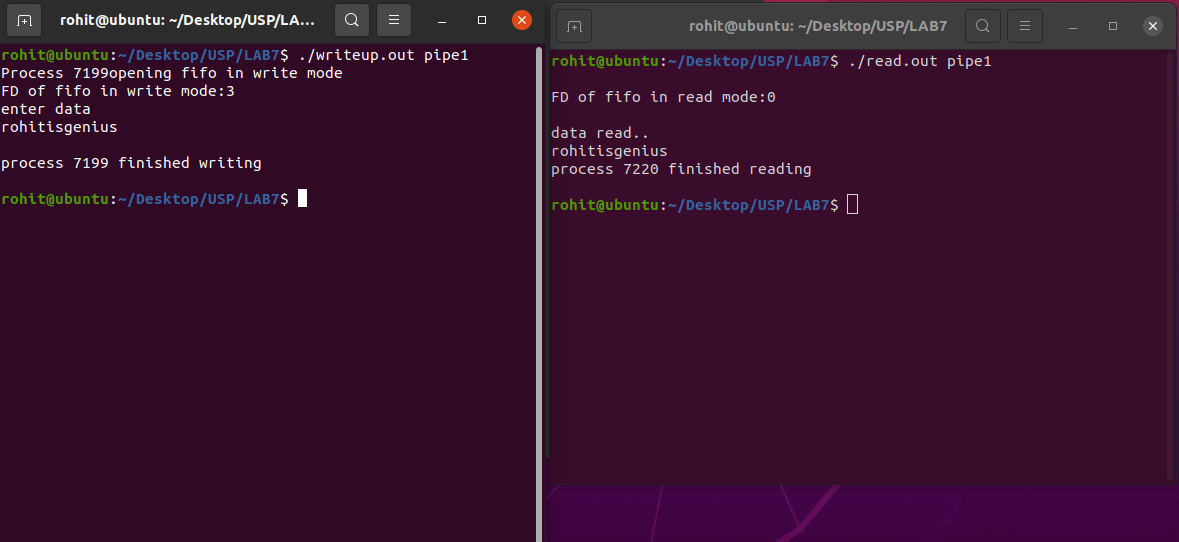 rohit@ubuntu: ~/Desktop/USP/LA...
rohit@ubuntu:~/Desktop/USP/LAB7$ ./writeup.out pipe1
Process 7199opening fifo in write mode
FD of fifo in write mode:3
enter data
rohitisgenius
process 7199 finished writing
rohit@ubuntu:~/Desktop/USP/LAB7$
rohit@ubuntu: ~/Desktop/USP/LAB7
rohit@ubuntu:~/Desktop/USP/LAB7$ ./read.out pipe1
FD of fifo in read mode:0
data read..
rohitisgenius
process 7220 finished reading
rohit@ubuntu:~/Desktop/USP/LAB7$